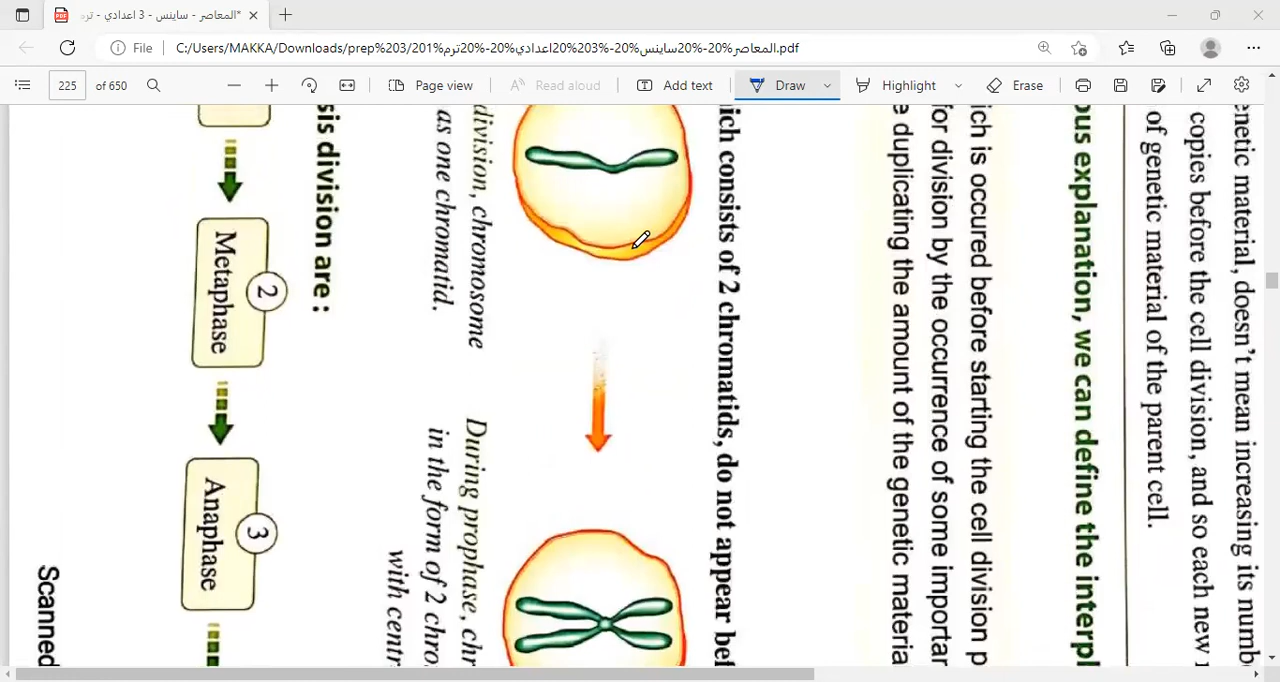 المعاصر - ساينس - 3 اعدادي - تر*
File
C:/Users/MAKKA/Downloads/prep%203/201%المعاصر%20-%20ساينس%20-%203%20اعدادي%20-%20ترم.pdf
225 of 650
Page view
Read aloud
Add text
Draw
Highlight
Erase
enetic material, doesn't mean increasing its numb
copies before the cell division, and so each new
of genetic material of the parent cell.
ous explanation, we can define the interpl
ich is occured before starting the cell division p
for division by the occurrence of some importan
e duplicating the amount of the genetic materia
ich consists of 2 chromatids, do not appear bef
division, chromosome
as one chromatid.
During prophase, chr
in the form of 2 chro
with centr
sis division are :
2
Metaphase
3
Anaphase
Scanned